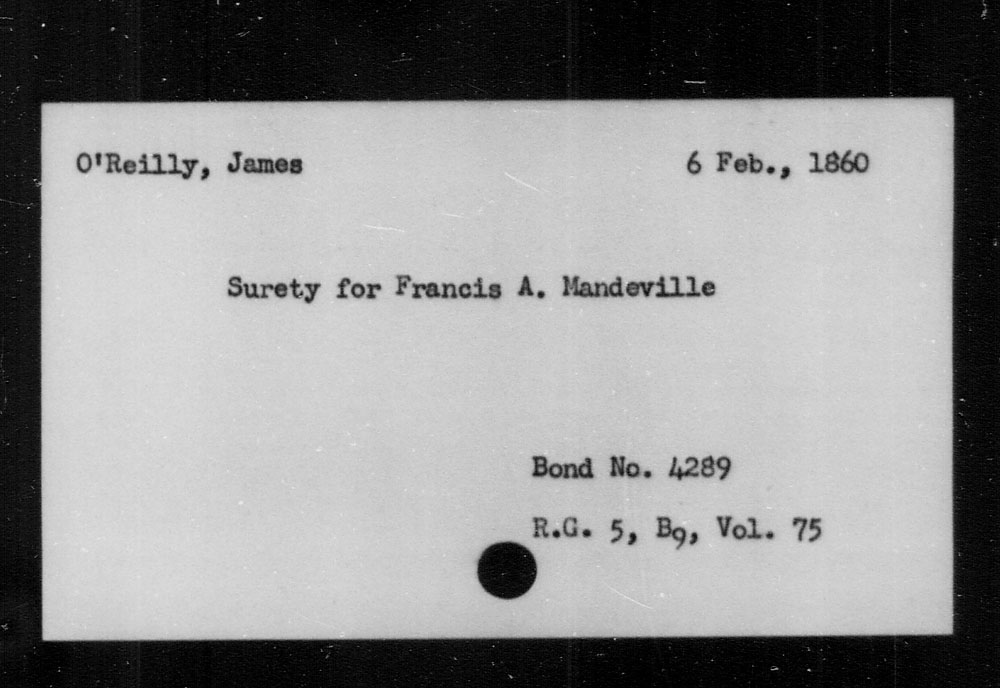 O'Reilly, James 6 Feb., 1860
Surety for Francis A. Mandeville
Bond No. 4289
R.G. 5, B9, Vol. 75